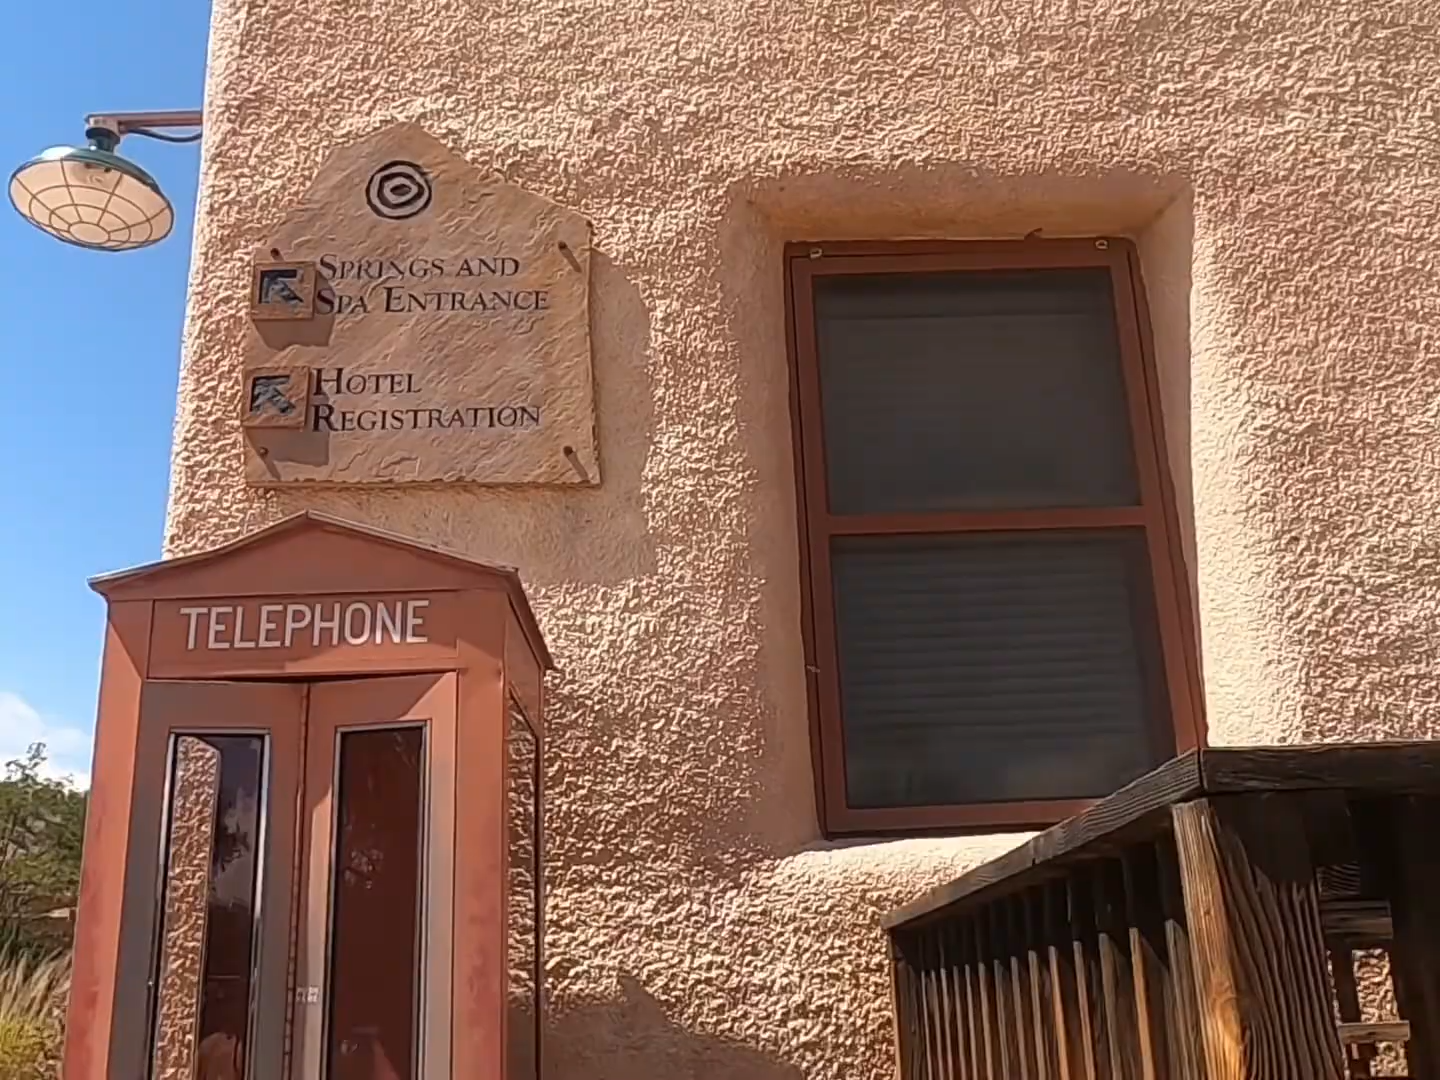 Springs and
Spa Entrance
Hotel
Registration
TELEPHONE